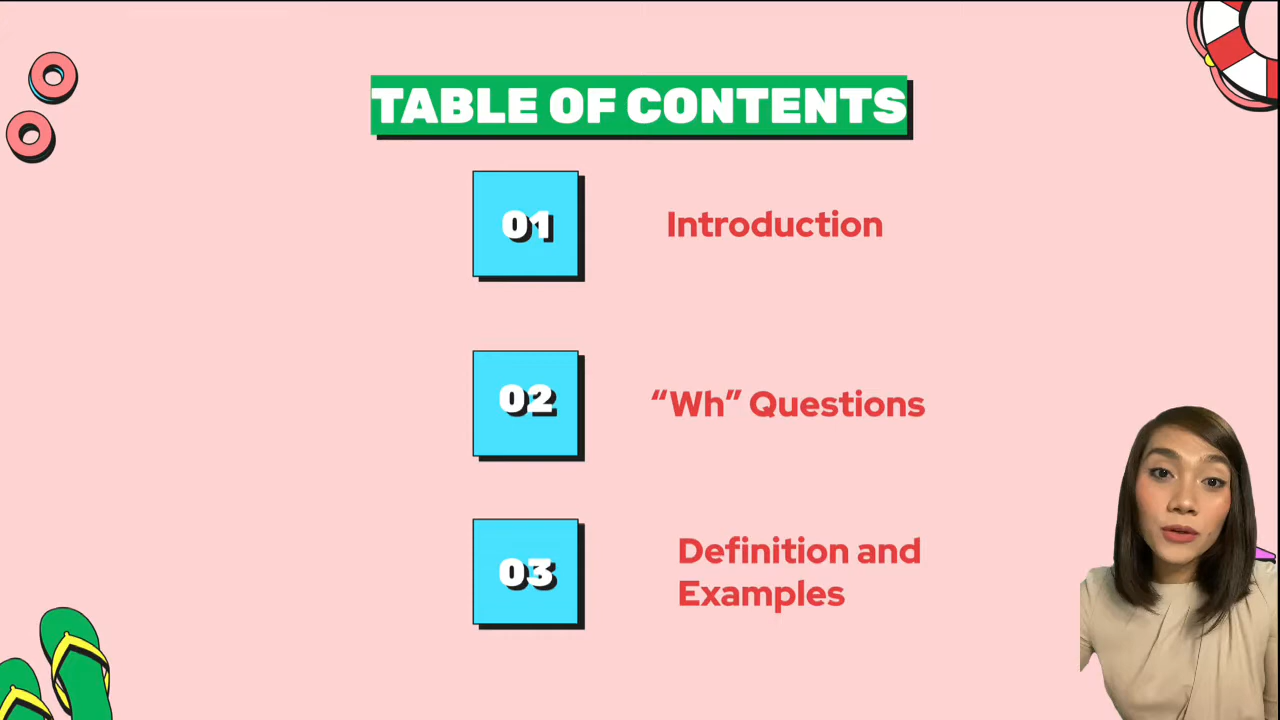 TABLE OF CONTENTS
01
Introduction
02
“Wh” Questions
03
Definition and
Examples